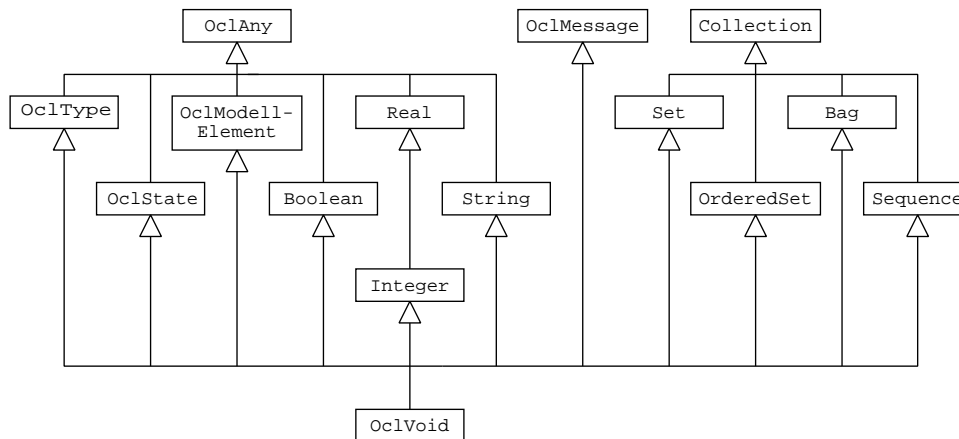 OclAny
OclMessage
Collection
OclType
OclModell-
Element
Real
Set
Bag
OclState
Boolean
String
OrderedSet
Sequence
Integer
OclVoid